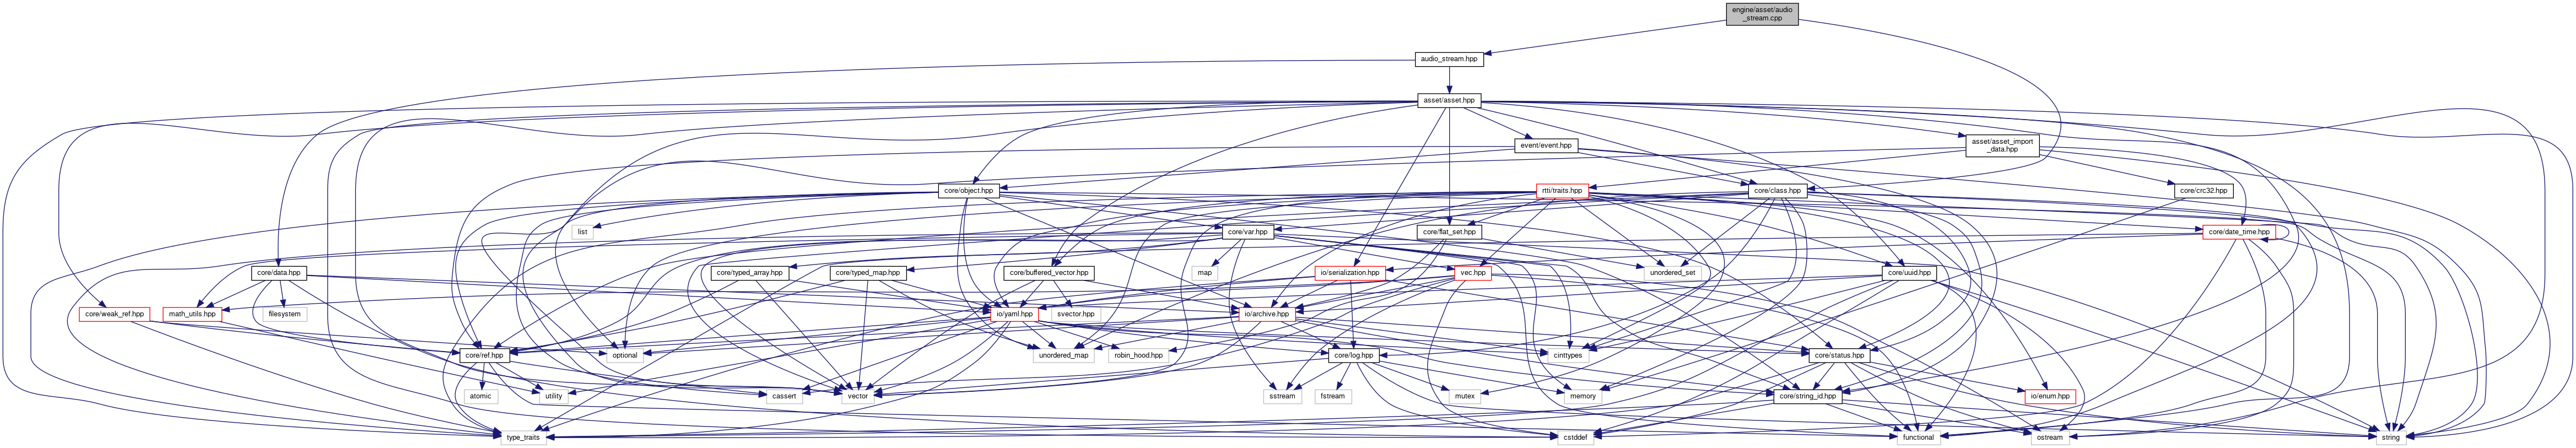 engine/asset/audio
_stream.cpp
audio_stream.hpp
asset/asset.hpp
event/event.hpp
asset/asset_import
_data.hpp
core/object.hpp
rtti/traits.hpp
core/class.hpp
core/crc32.hpp
list
core/var.hpp
core/flat_set.hpp
core/date_time.hpp
core/data.hpp
core/typed_array.hpp
core/typed_map.hpp
map
core/buffered_vector.hpp
io/serialization.hpp
vec.hpp
unordered_set
core/uuid.hpp
core/weak_ref.hpp
math_utils.hpp
filesystem
io/yaml.hpp
svector.hpp
io/archive.hpp
core/ref.hpp
optional
unordered_map
robin_hood.hpp
core/log.hpp
cinttypes
core/status.hpp
atomic
utility
cassert
vector
sstream
fstream
mutex
memory
core/string_id.hpp
io/enum.hpp
type_traits
cstddef
functional
ostream
string